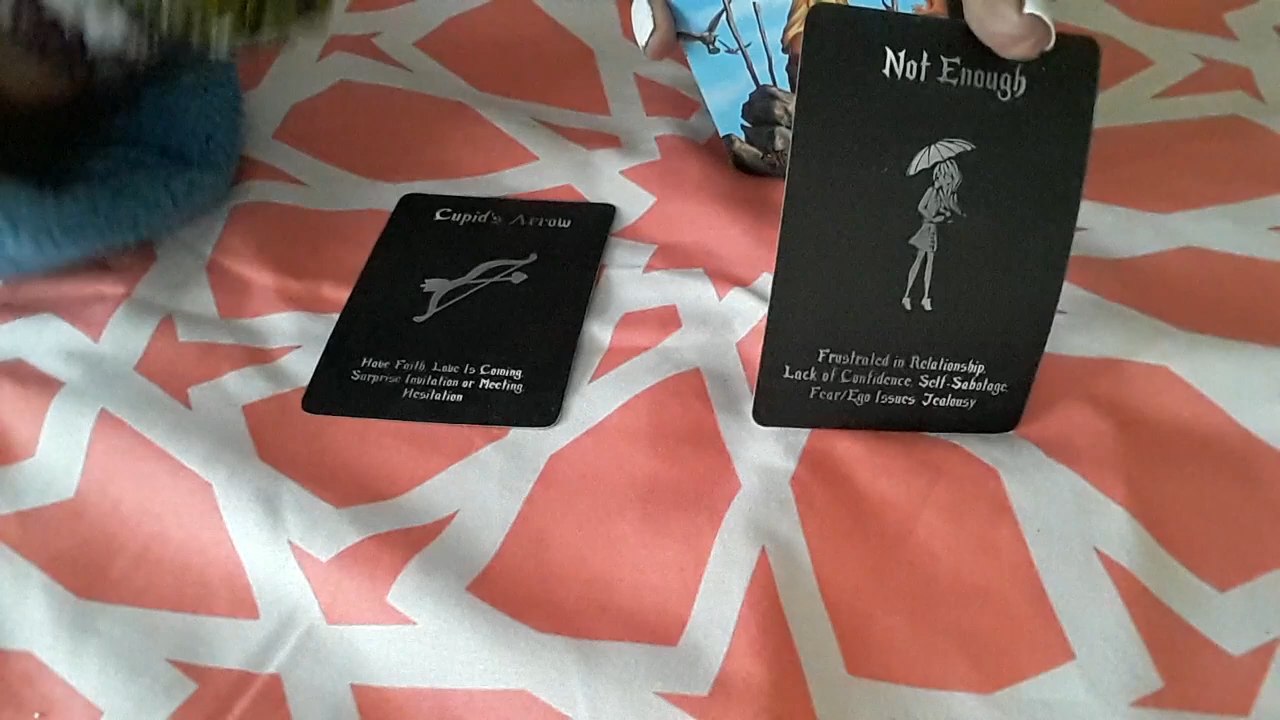 Cupid's Arrow
Have Faith. Love Is Coming.
Surprise Invitation or Meeting.
Hesitation
Not Enough
Frustrated in Relationship.
Lack of Confidence. Self-Sabotage.
Fear/Ego Issues Jealousy